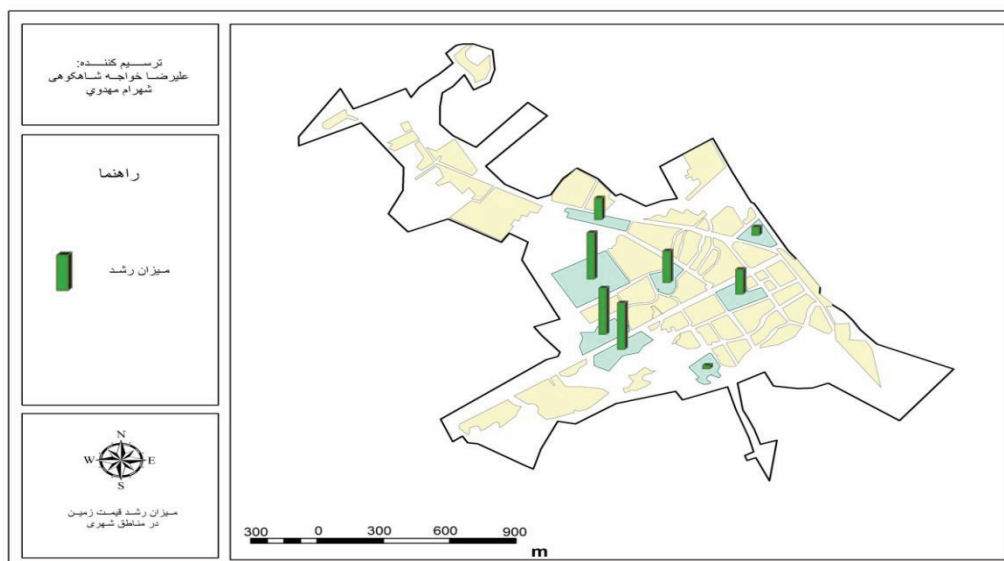 ترسیم کننده:
علیرضا خواجه شاهکوهی
شهرام مهدوي
راهنما
میزان رشد
N
W E
S
میزان رشد قیمت زمین
در مناطق شهری
300 0 300 600 900
m